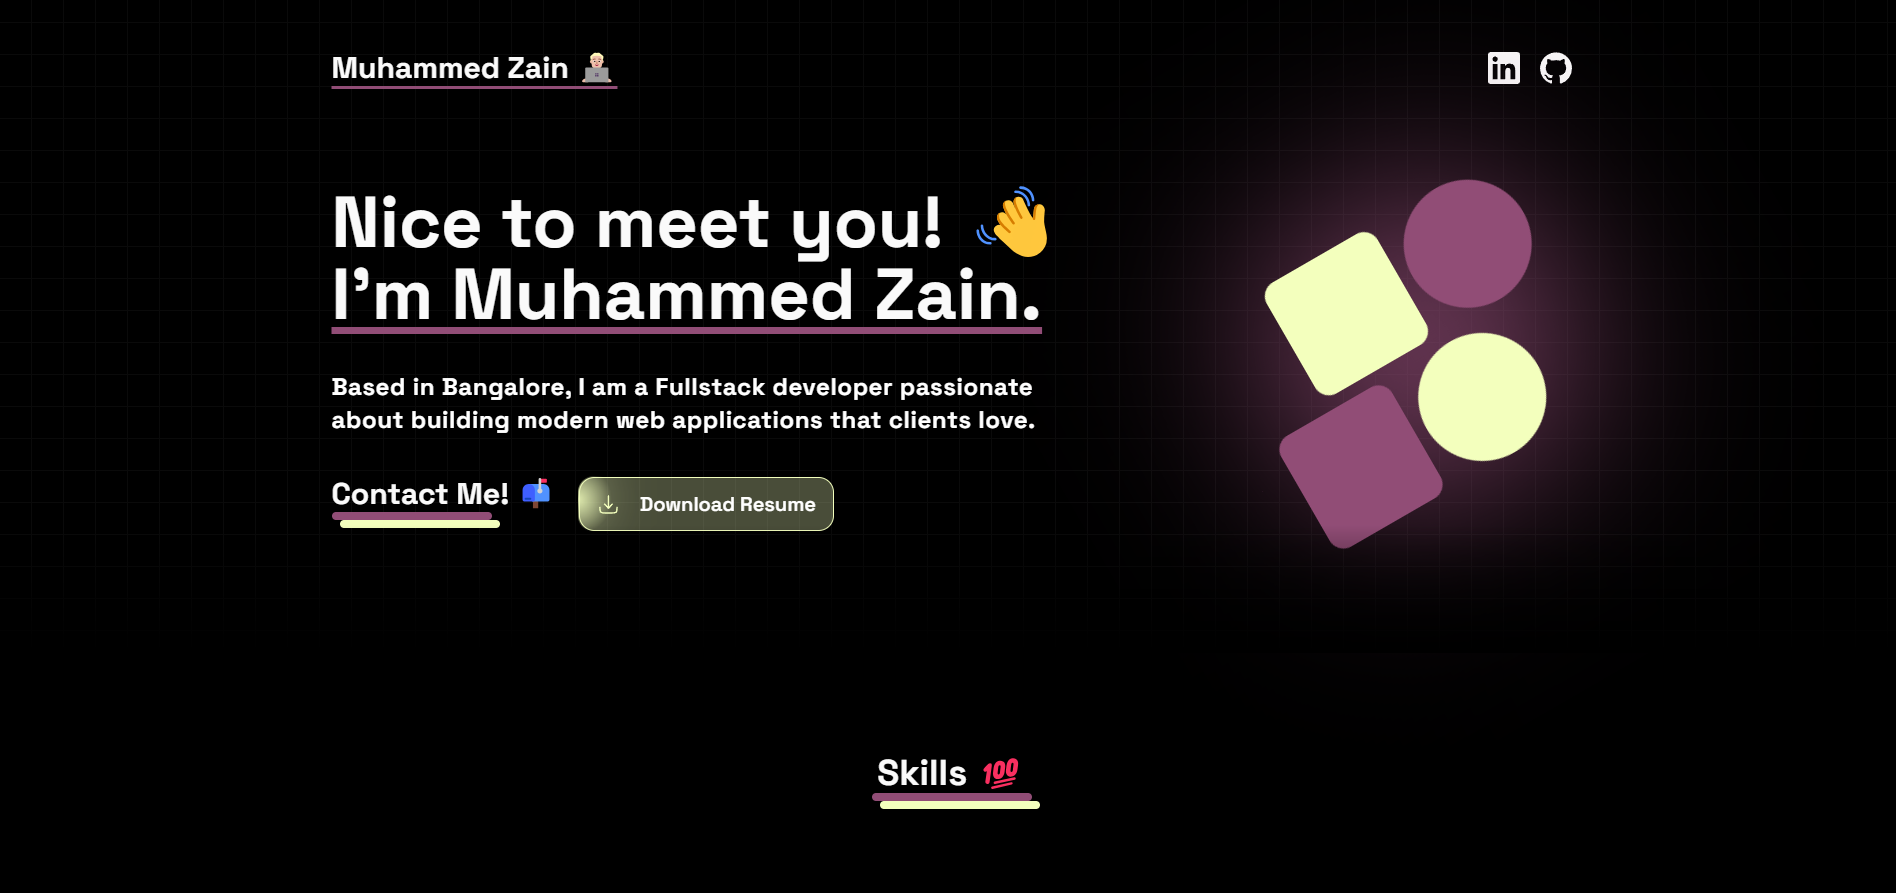 Muhammed Zain
in
Nice to meet you!
I’m Muhammed Zain.
Based in Bangalore, I am a Fullstack developer passionate
about building modern web applications that clients love.
Contact Me!
Download Resume
Skills 💯